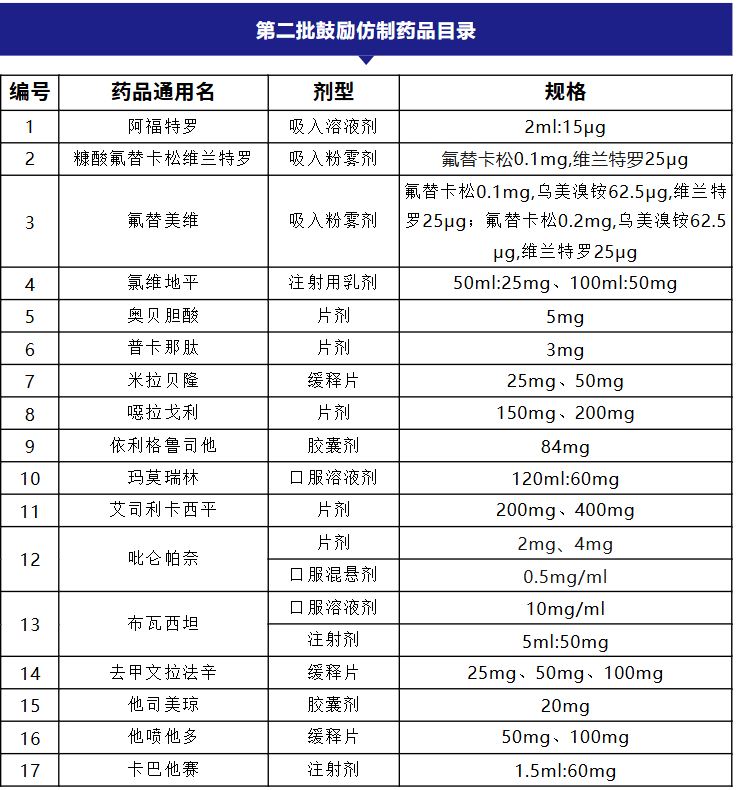 第二批鼓励仿制药品目录
编号 药品通用名 剂型 规格
1 阿福特罗 吸入溶液剂 2ml:15μg
2 糠酸氟替卡松维兰特罗 吸入粉雾剂 氟替卡松0.1mg,维兰特罗25μg
3 氟替美维 吸入粉雾剂 氟替卡松0.1mg,乌美溴铵62.5μg,维兰特
罗25μg；氟替卡松0.2mg,乌美溴铵62.5
μg,维兰特罗25μg
4 氯维地平 注射用乳剂 50ml:25mg、100ml:50mg
5 奥贝胆酸 片剂 5mg
6 普卡那肽 片剂 3mg
7 米拉贝隆 缓释片 25mg、50mg
8 噁拉戈利 片剂 150mg、200mg
9 依利格鲁司他 胶囊剂 84mg
10 玛莫瑞林 口服溶液剂 120ml:60mg
11 艾司利卡西平 片剂 200mg、400mg
12 吡仑帕奈 片剂 2mg、4mg
口服混悬剂 0.5mg/ml
13 布瓦西坦 口服溶液剂 10mg/ml
注射剂 5ml:50mg
14 去甲文拉法辛 缓释片 25mg、50mg、100mg
15 他司美琼 胶囊剂 20mg
16 他喷他多 缓释片 50mg、100mg
17 卡巴他赛 注射剂 1.5ml:60mg